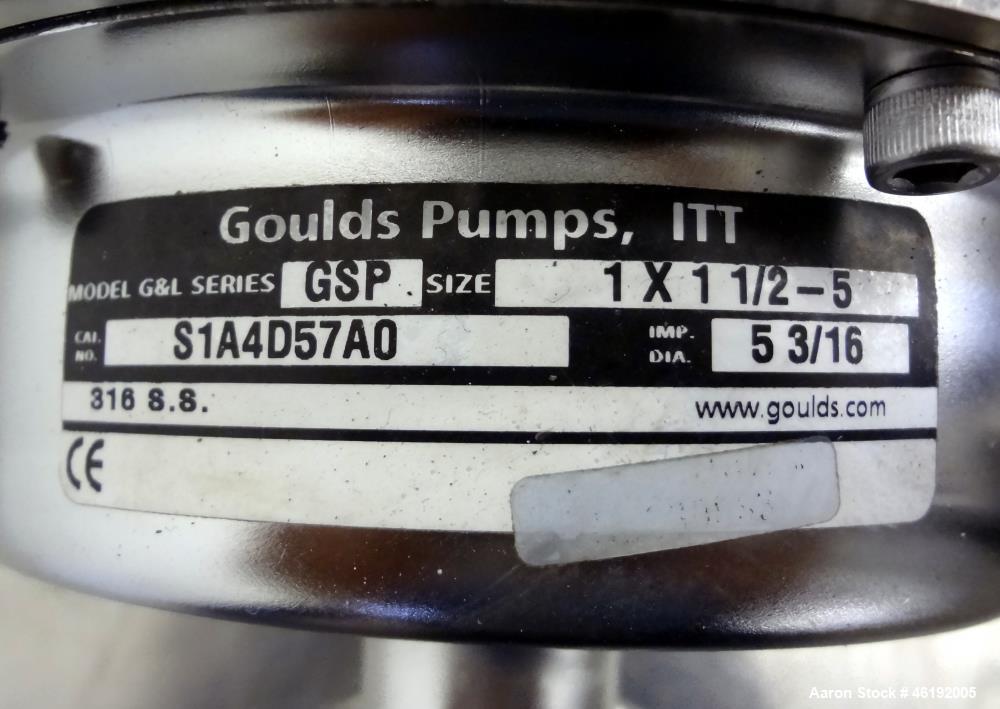 Goulds Pumps, ITT
MODEL G&L SERIES GSP SIZE 1 X 1 1/2-5
CAT. NO. S1A4D57A0 IMP. DIA. 5 3/16
316 S.S. www.goulds.com
CE
Aaron Stock # 46192005